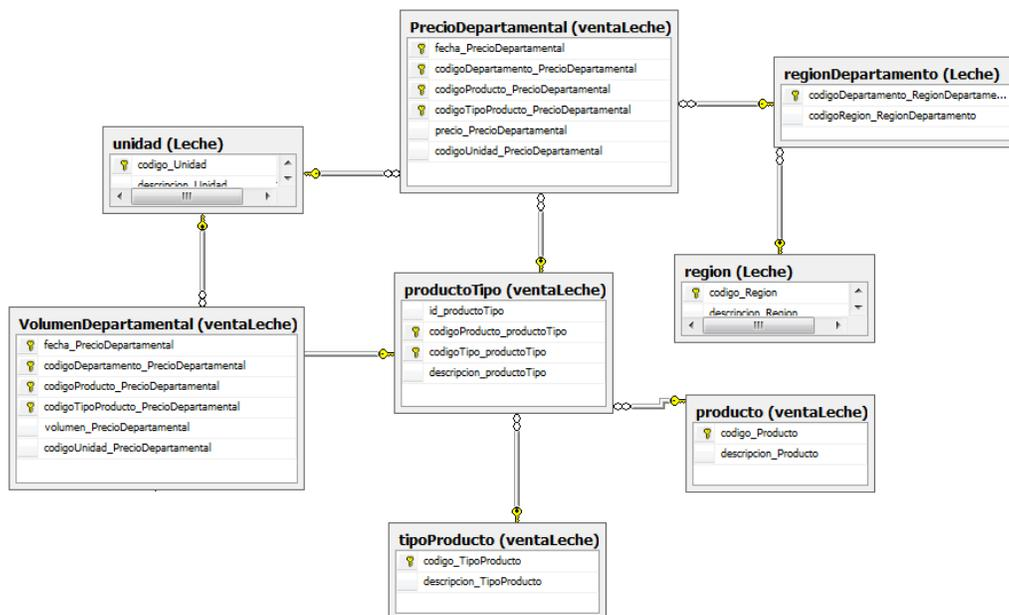 PrecioDepartamental (ventaLeche)
fecha_PrecioDepartamental
codigoDepartamento_PrecioDepartamental
codigoProducto_PrecioDepartamental
codigoTipoProducto_PrecioDepartamental
precio_PrecioDepartamental
codigoUnidad_PrecioDepartamental
regionDepartamento (Leche)
codigoDepartamento_RegionDepartame...
codigoRegion_RegionDepartamento
unidad (Leche)
codigo_Unidad
descripcion_Unidad
region (Leche)
codigo_Region
descripcion_Region
productoTipo (ventaLeche)
id_productoTipo
codigoProducto_productoTipo
codigoTipo_productoTipo
descripcion_productoTipo
VolumenDepartamental (ventaLeche)
fecha_PrecioDepartamental
codigoDepartamento_PrecioDepartamental
codigoProducto_PrecioDepartamental
codigoTipoProducto_PrecioDepartamental
volumen_PrecioDepartamental
codigoUnidad_PrecioDepartamental
producto (ventaLeche)
codigo_Producto
descripcion_Producto
tipoProducto (ventaLeche)
codigo_TipoProducto
descripcion_TipoProducto